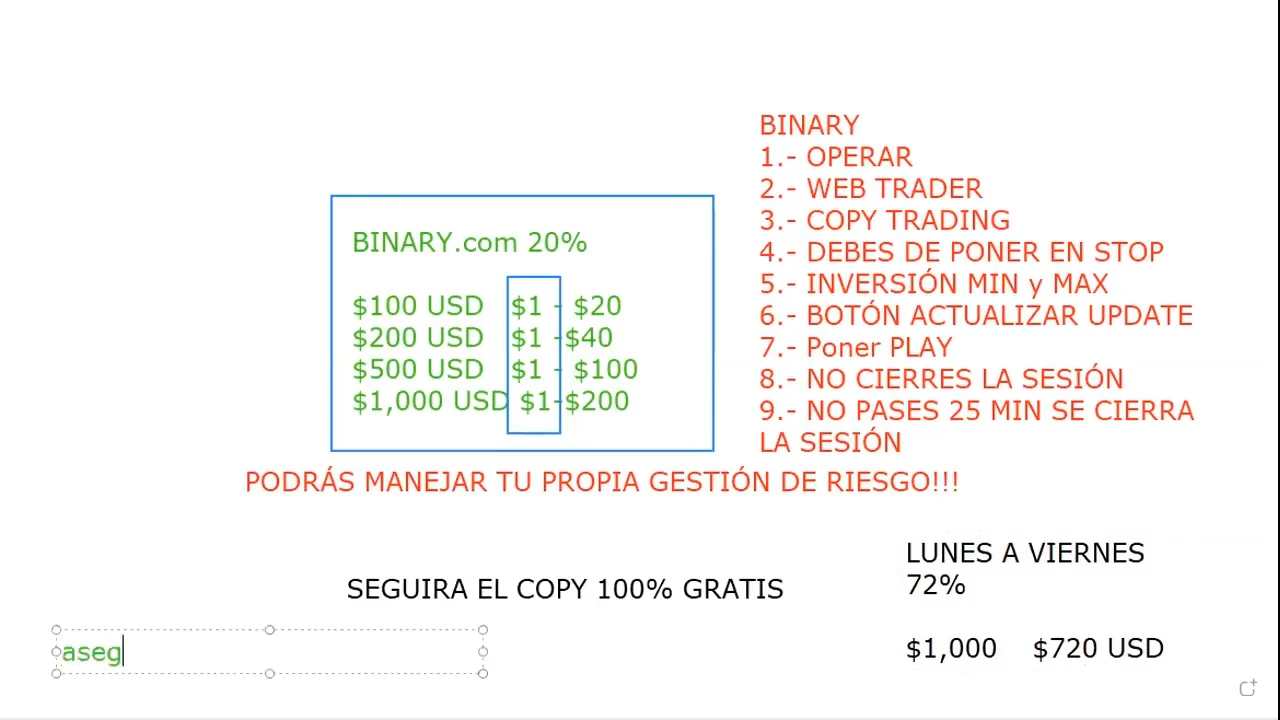 BINARY.com 20%
$100 USD $1 - $20
$200 USD $1 -$40
$500 USD $1 - $100
$1,000 USD $1-$200
BINARY
1.- OPERAR
2.- WEB TRADER
3.- COPY TRADING
4.- DEBES DE PONER EN STOP
5.- INVERSIÓN MIN y MAX
6.- BOTÓN ACTUALIZAR UPDATE
7.- Poner PLAY
8.- NO CIERRES LA SESIÓN
9.- NO PASES 25 MIN SE CIERRA
LA SESIÓN
PODRÁS MANEJAR TU PROPIA GESTIÓN DE RIESGO!!!
SEGUIRA EL COPY 100% GRATIS
LUNES A VIERNES
72%
$1,000 $720 USD
aseg